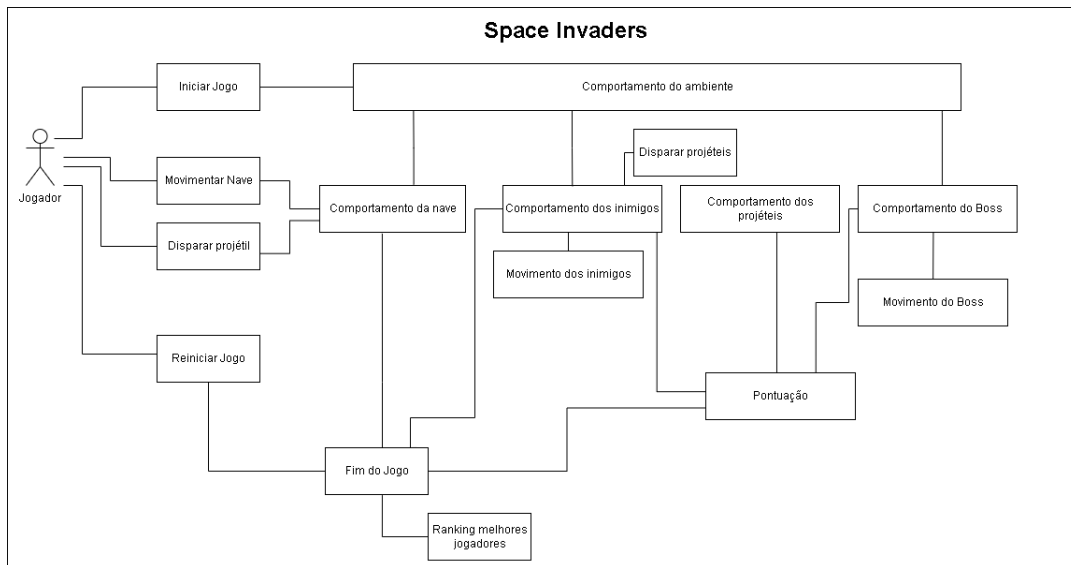 Space Invaders
Iniciar Jogo
Comportamento do ambiente
Disparar projéteis
Jogador
Movimentar Nave
Comportamento da nave
Comportamento dos inimigos
Comportamento dos
projéteis
Comportamento do Boss
Disparar projétil
Movimento dos inimigos
Movimento do Boss
Reiniciar Jogo
Pontuação
Fim do Jogo
Ranking melhores
jogadores